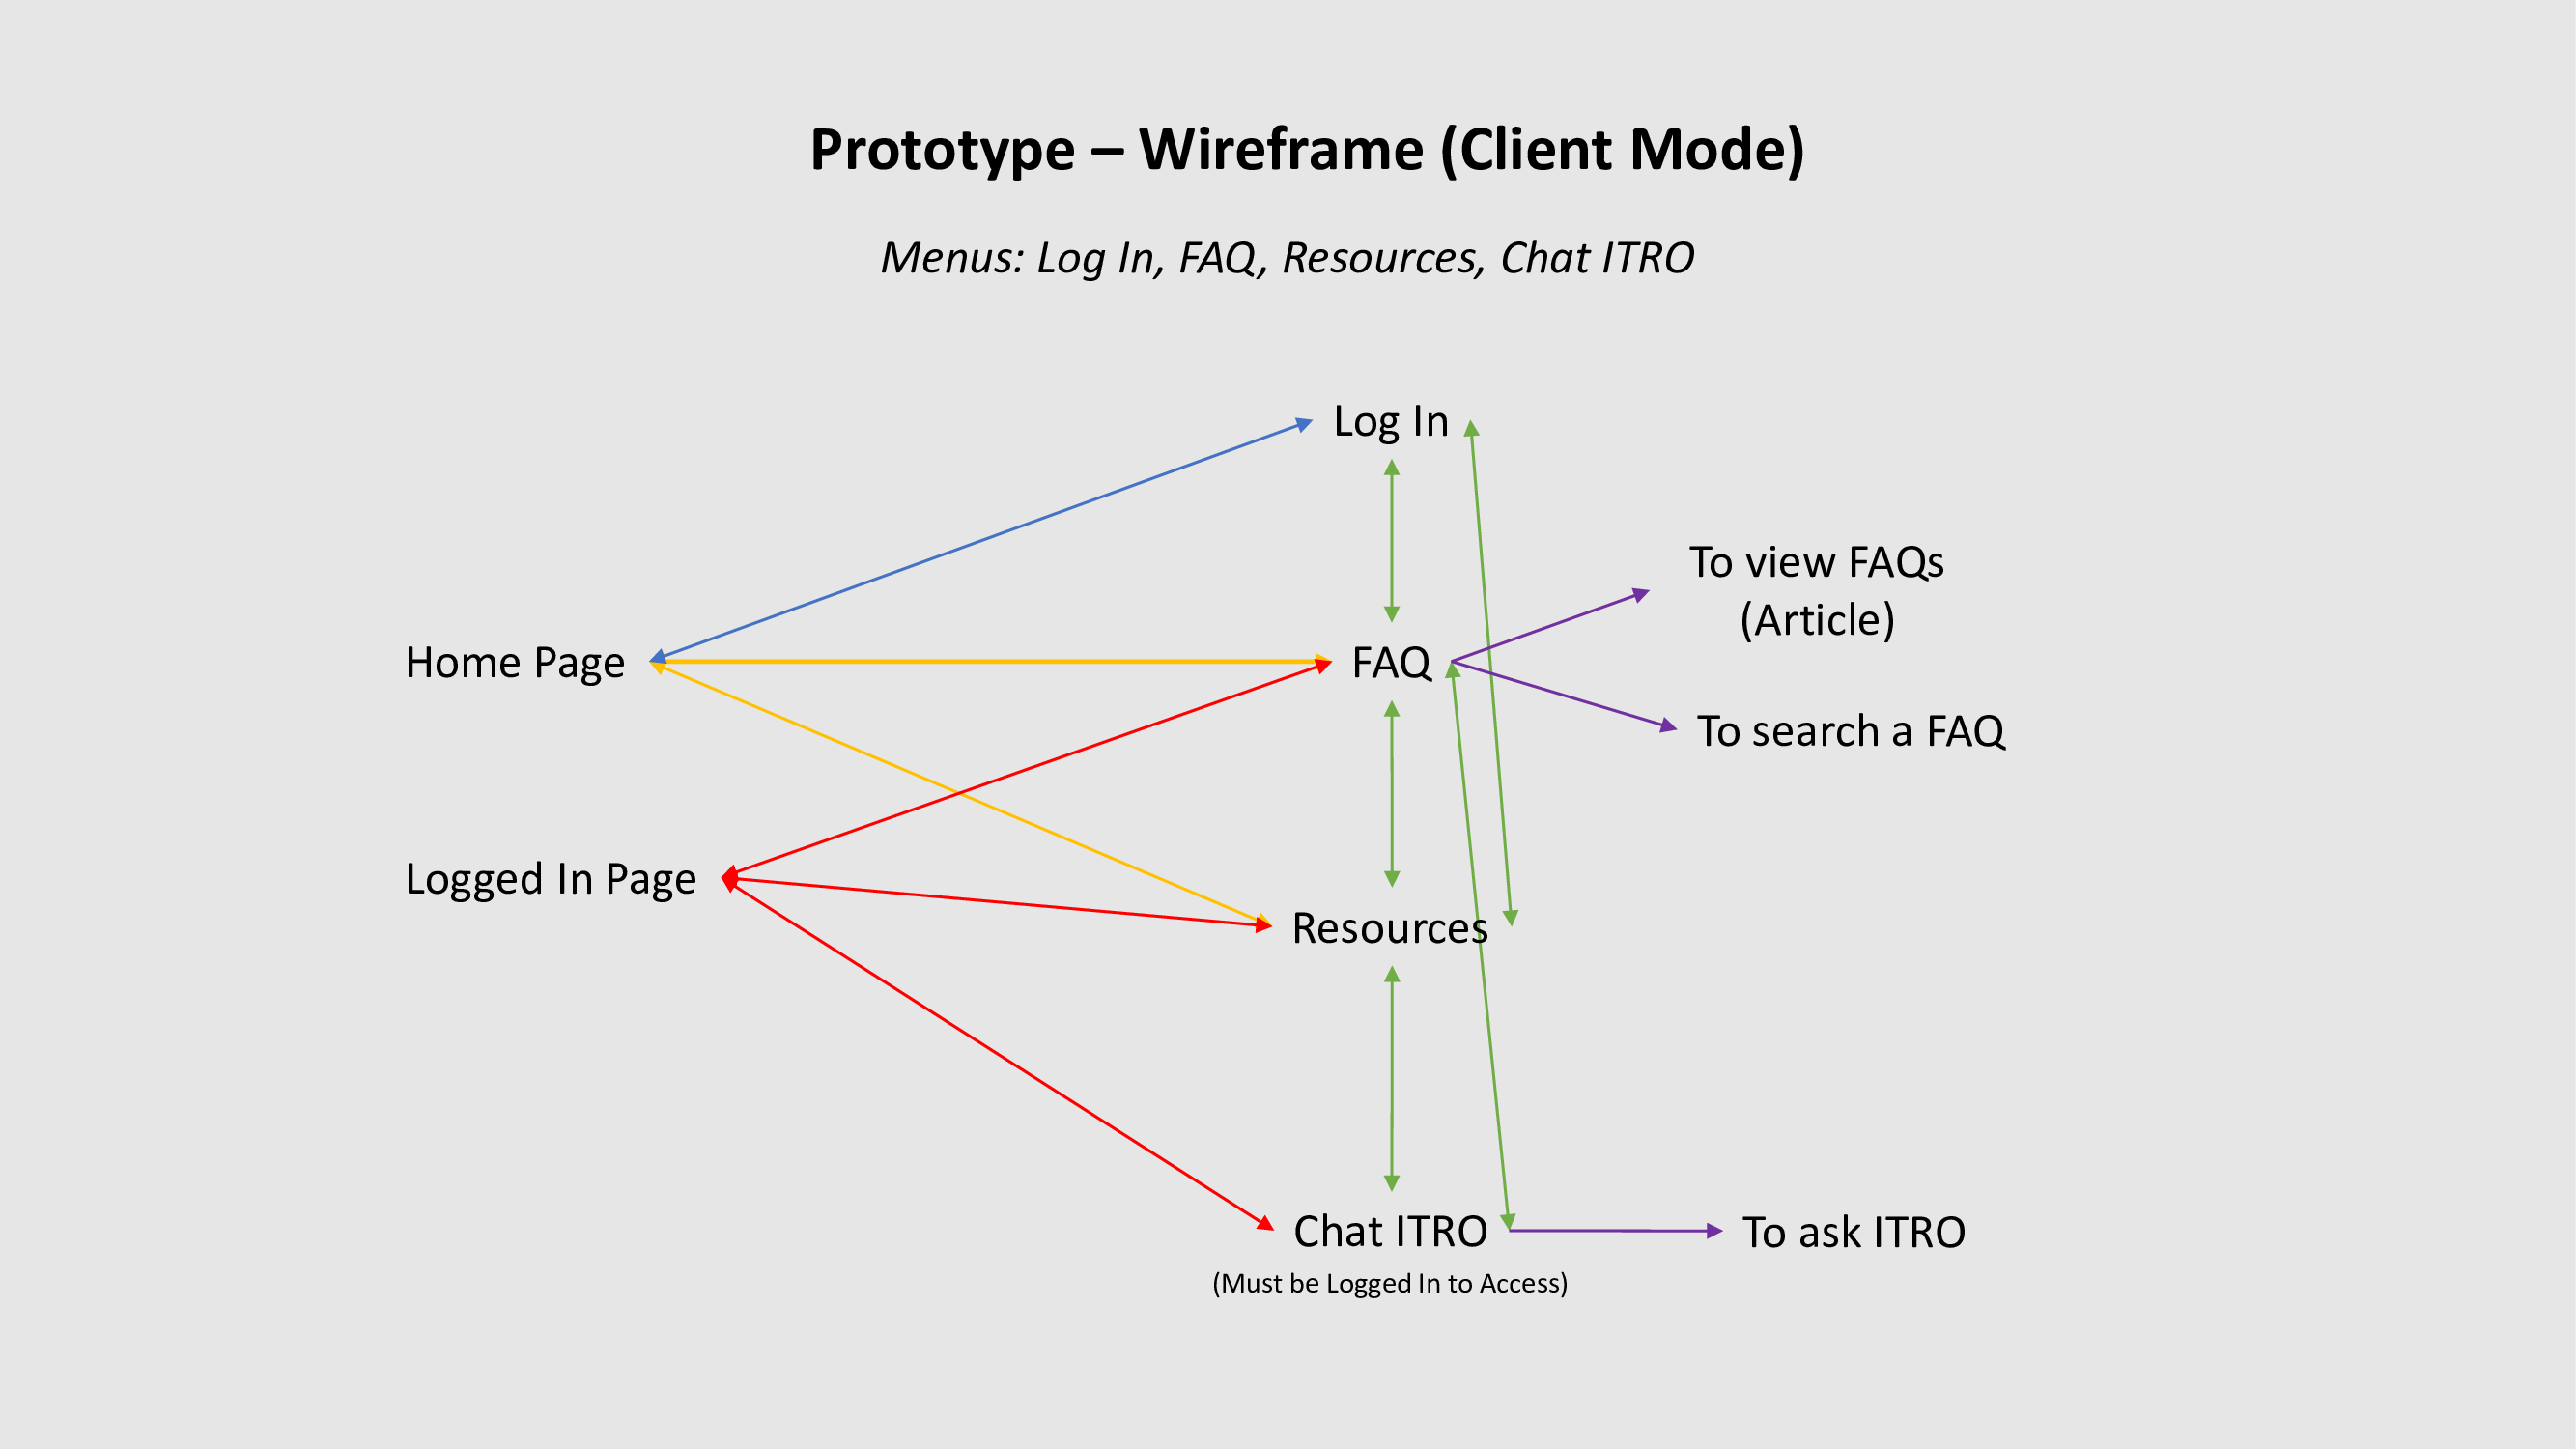 Prototype – Wireframe (Client Mode)
Menus: Log In, FAQ, Resources, Chat ITRO
Log In
To view FAQs
(Article)
Home Page
FAQ
To search a FAQ
Logged In Page
Resources
Chat ITRO
To ask ITRO
(Must be Logged In to Access)